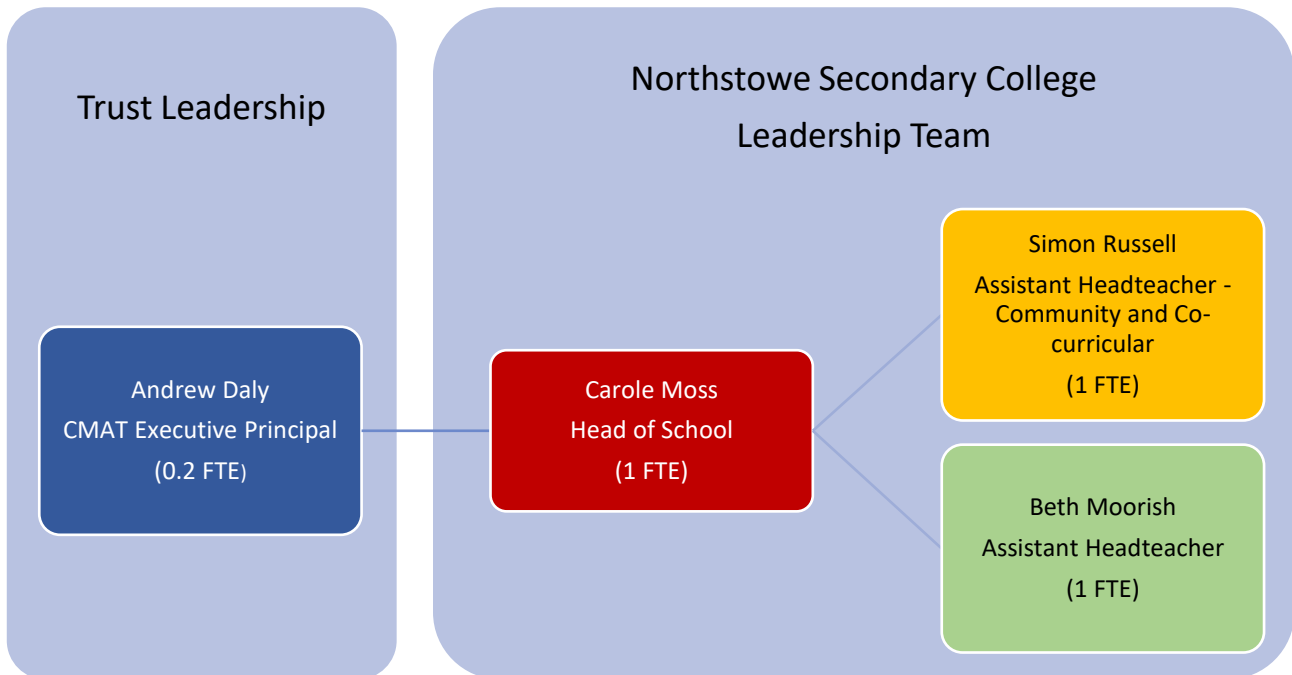 Trust Leadership
Northstowe Secondary College
Leadership Team
Andrew Daly
CMAT Executive Principal
(0.2 FTE)
Carole Moss
Head of School
(1 FTE)
Simon Russell
Assistant Headteacher -
Community and Co-
curricular
(1 FTE)
Beth Moorish
Assistant Headteacher
(1 FTE)